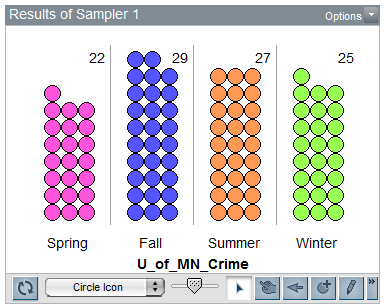 Results of Sampler 1
Options
22 29 27 25
Spring Fall Summer Winter
U_of_MN_Crime
Circle Icon
»